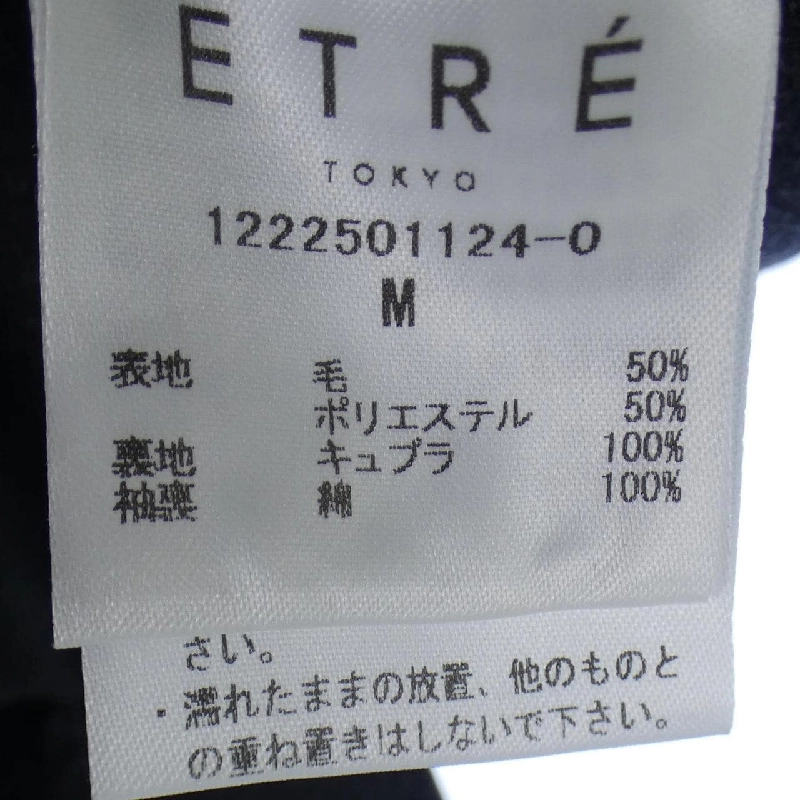 ETRÉ
TOKYO
1222501124-0
M
表地 毛 50%
ポリエステル 50%
裏地 キュプラ 100%
袖裏 綿 100%
さい。
・濡れたままの放置、他のものと
の重ね置きはしないで下さい。